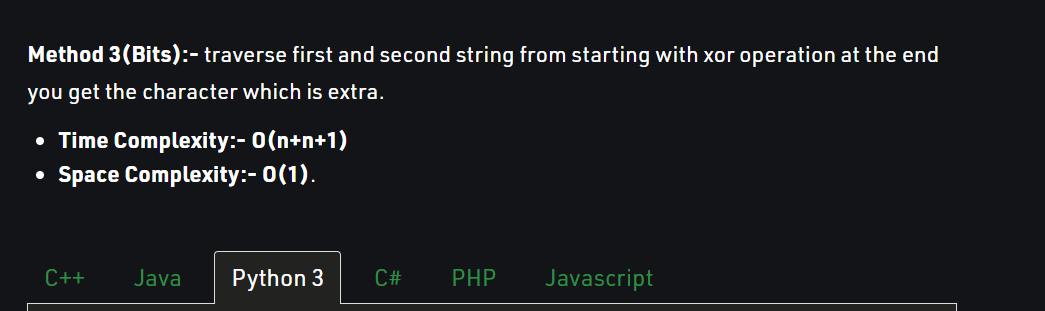 Method 3(Bits):- traverse first and second string from starting with xor operation at the end
you get the character which is extra.
• Time Complexity:- O(n+n+1)
• Space Complexity:- O(1).
C++ Java Python 3 C# PHP Javascript